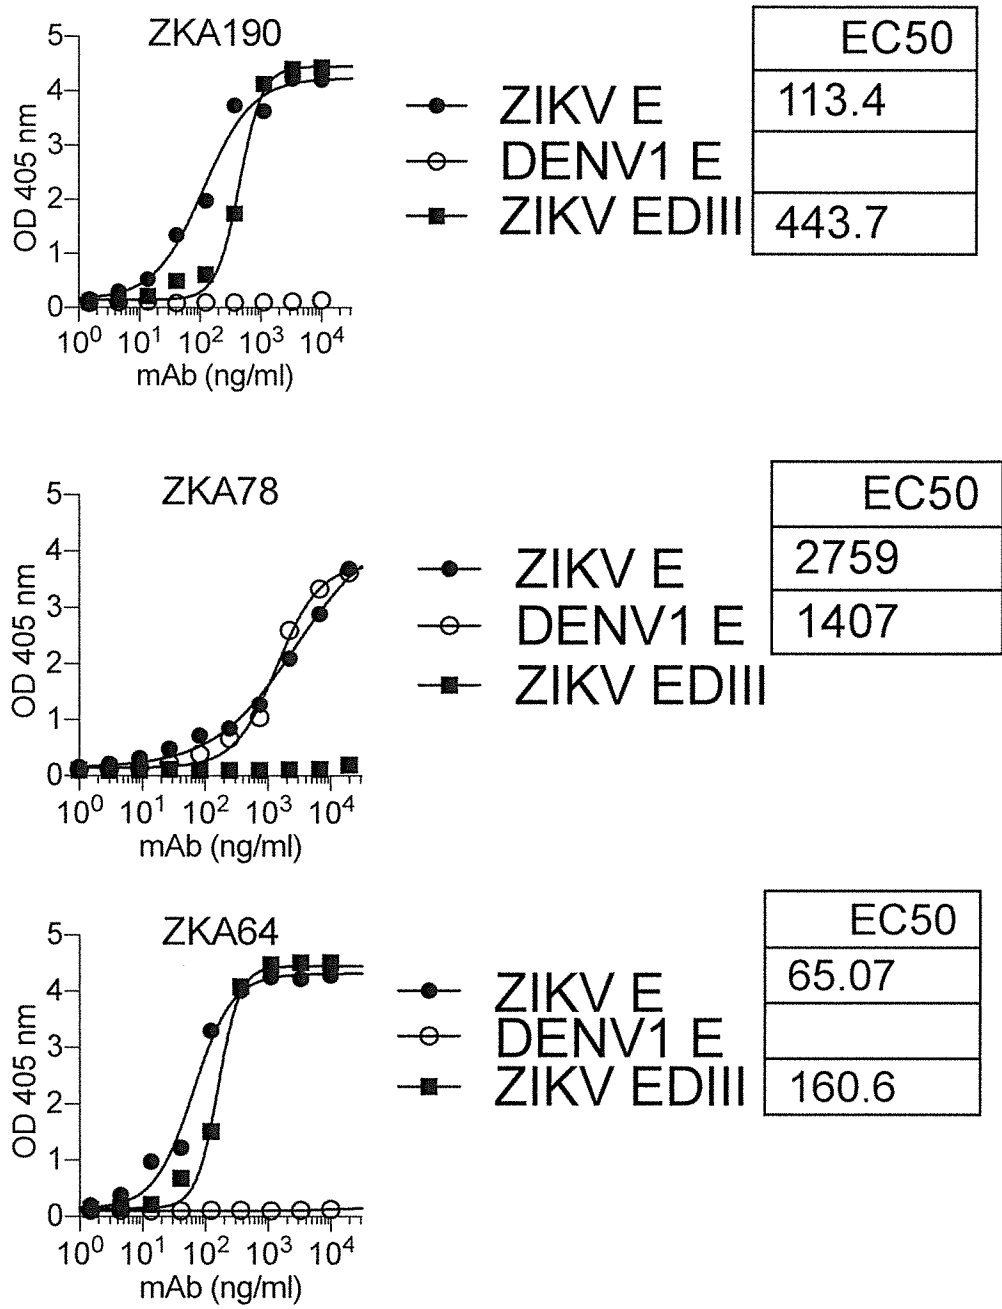 ZKA190
5
4
3
2
1
0
OD 405 nm
10^0 10^1 10^2 10^3 10^4
mAb (ng/ml)
ZIKV E
DENV1 E
ZIKV EDIII
EC50
113.4
443.7
ZKA78
5
4
3
2
1
0
OD 405 nm
10^0 10^1 10^2 10^3 10^4
mAb (ng/ml)
ZIKV E
DENV1 E
ZIKV EDIII
EC50
2759
1407
ZKA64
5
4
3
2
1
0
OD 405 nm
10^0 10^1 10^2 10^3 10^4
mAb (ng/ml)
ZIKV E
DENV1 E
ZIKV EDIII
EC50
65.07
160.6